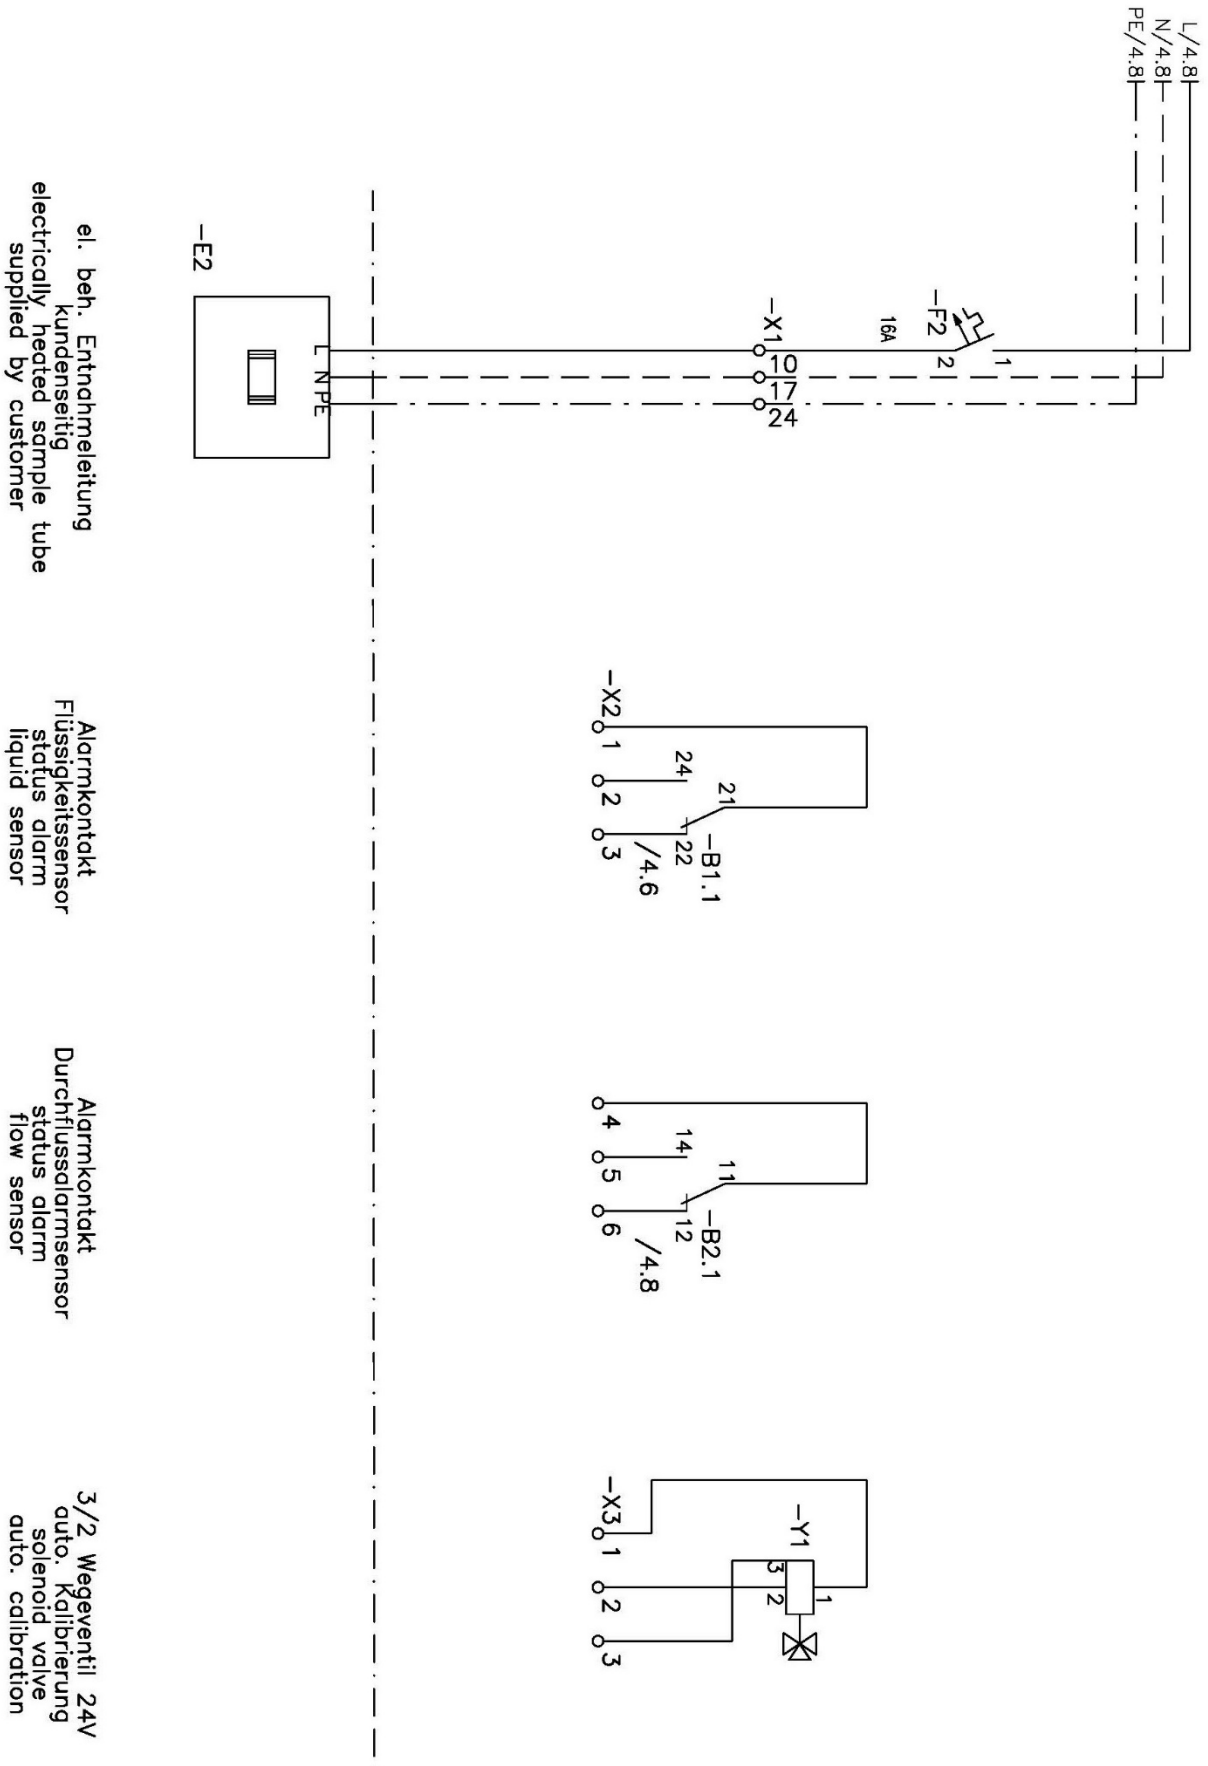 L/4.8
N/4.8
PE/4.8
-F2
1
2
16A
-X1
10
17
24
-E2
L
N
PE
el. beh. Entnahmeleitung
kundenseitig
electrically heated sample tube
supplied by customer
-X2
1
2
3
24
21
22
-B1.1
/4.6
Alarmkontakt
Flüssigkeitssensor
status alarm
liquid sensor
4
5
6
14
11
12
-B2.1
/4.8
Alarmkontakt
Durchflussalarmsensor
status alarm
flow sensor
-X3
1
2
3
-Y1
3
2
1
3/2 Wegeventil 24V
auto. Kalibrierung
solenoid valve
auto. calibration